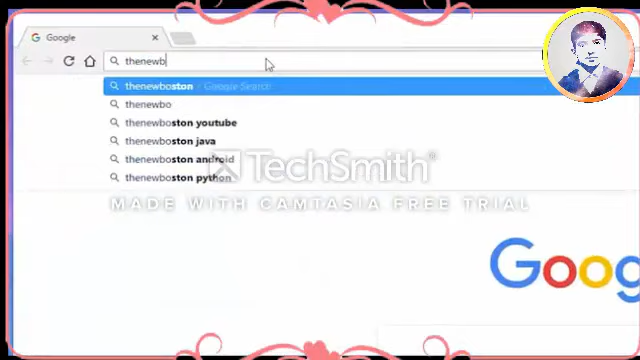 Google
thenewb
thenewboston - Google Search
thenewbo
thenewboston youtube
thenewboston java
thenewboston android
thenewboston python
TechSmith®
MADE WITH CAMTASIA FREE TRIAL
Goog